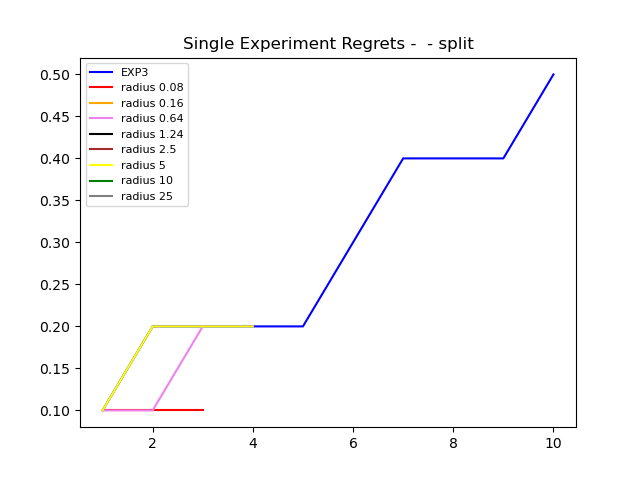 Single Experiment Regrets -  - split
EXP3
radius 0.08
radius 0.16
radius 0.64
radius 1.24
radius 2.5
radius 5
radius 10
radius 25
0.50
0.45
0.40
0.35
0.30
0.25
0.20
0.15
0.10
2 4 6 8 10